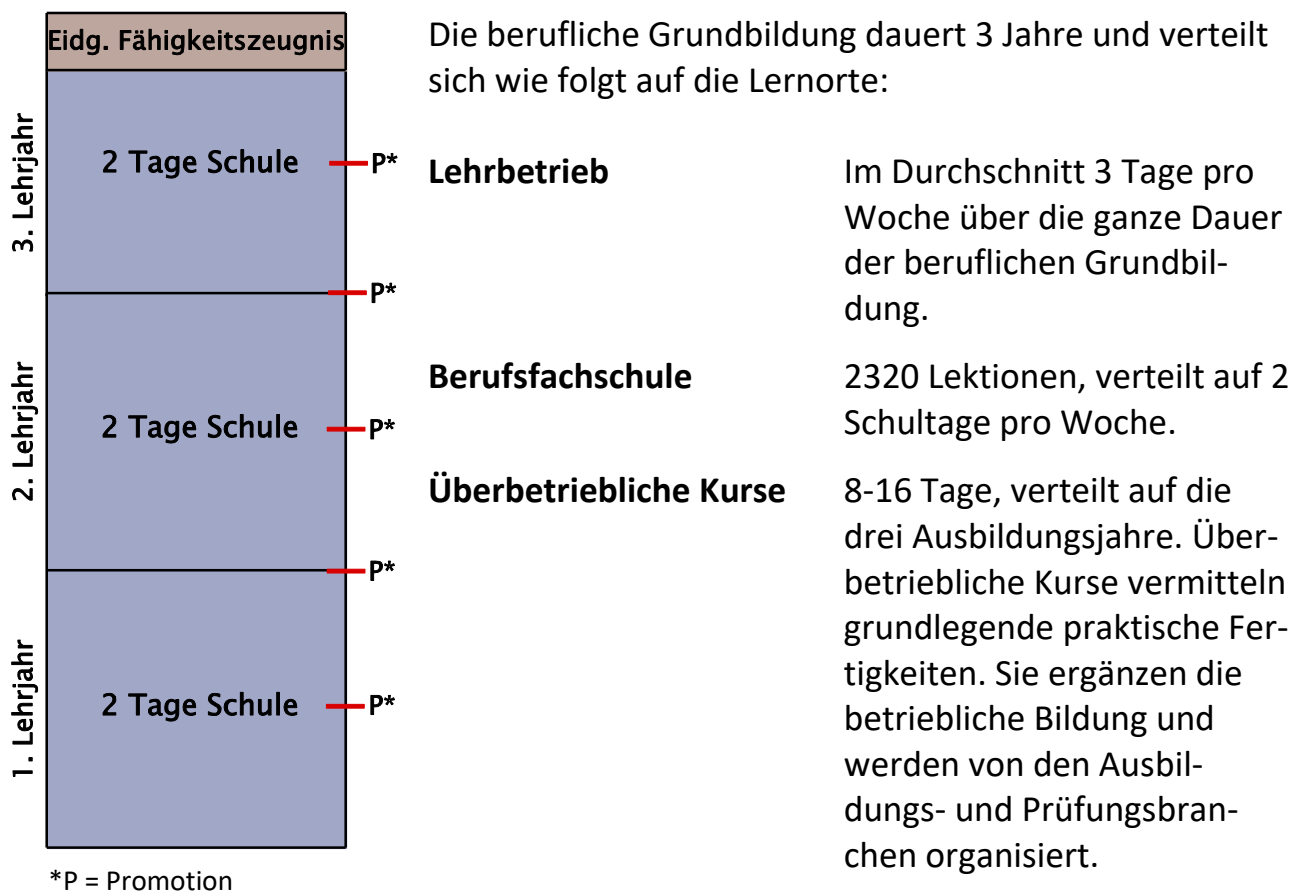 Eidg. Fähigkeitszeugnis
3. Lehrjahr
2 Tage Schule
P*
P*
2. Lehrjahr
2 Tage Schule
P*
P*
1. Lehrjahr
2 Tage Schule
P*
*P = Promotion
Die berufliche Grundbildung dauert 3 Jahre und verteilt
sich wie folgt auf die Lernorte:
Lehrbetrieb
Im Durchschnitt 3 Tage pro
Woche über die ganze Dauer
der beruflichen Grundbil-
dung.
Berufsfachschule
2320 Lektionen, verteilt auf 2
Schultage pro Woche.
Überbetriebliche Kurse
8-16 Tage, verteilt auf die
drei Ausbildungsjahre. Über-
betriebliche Kurse vermitteln
grundlegende praktische Fer-
tigkeiten. Sie ergänzen die
betriebliche Bildung und
werden von den Ausbil-
dungs- und Prüfungsbran-
chen organisiert.